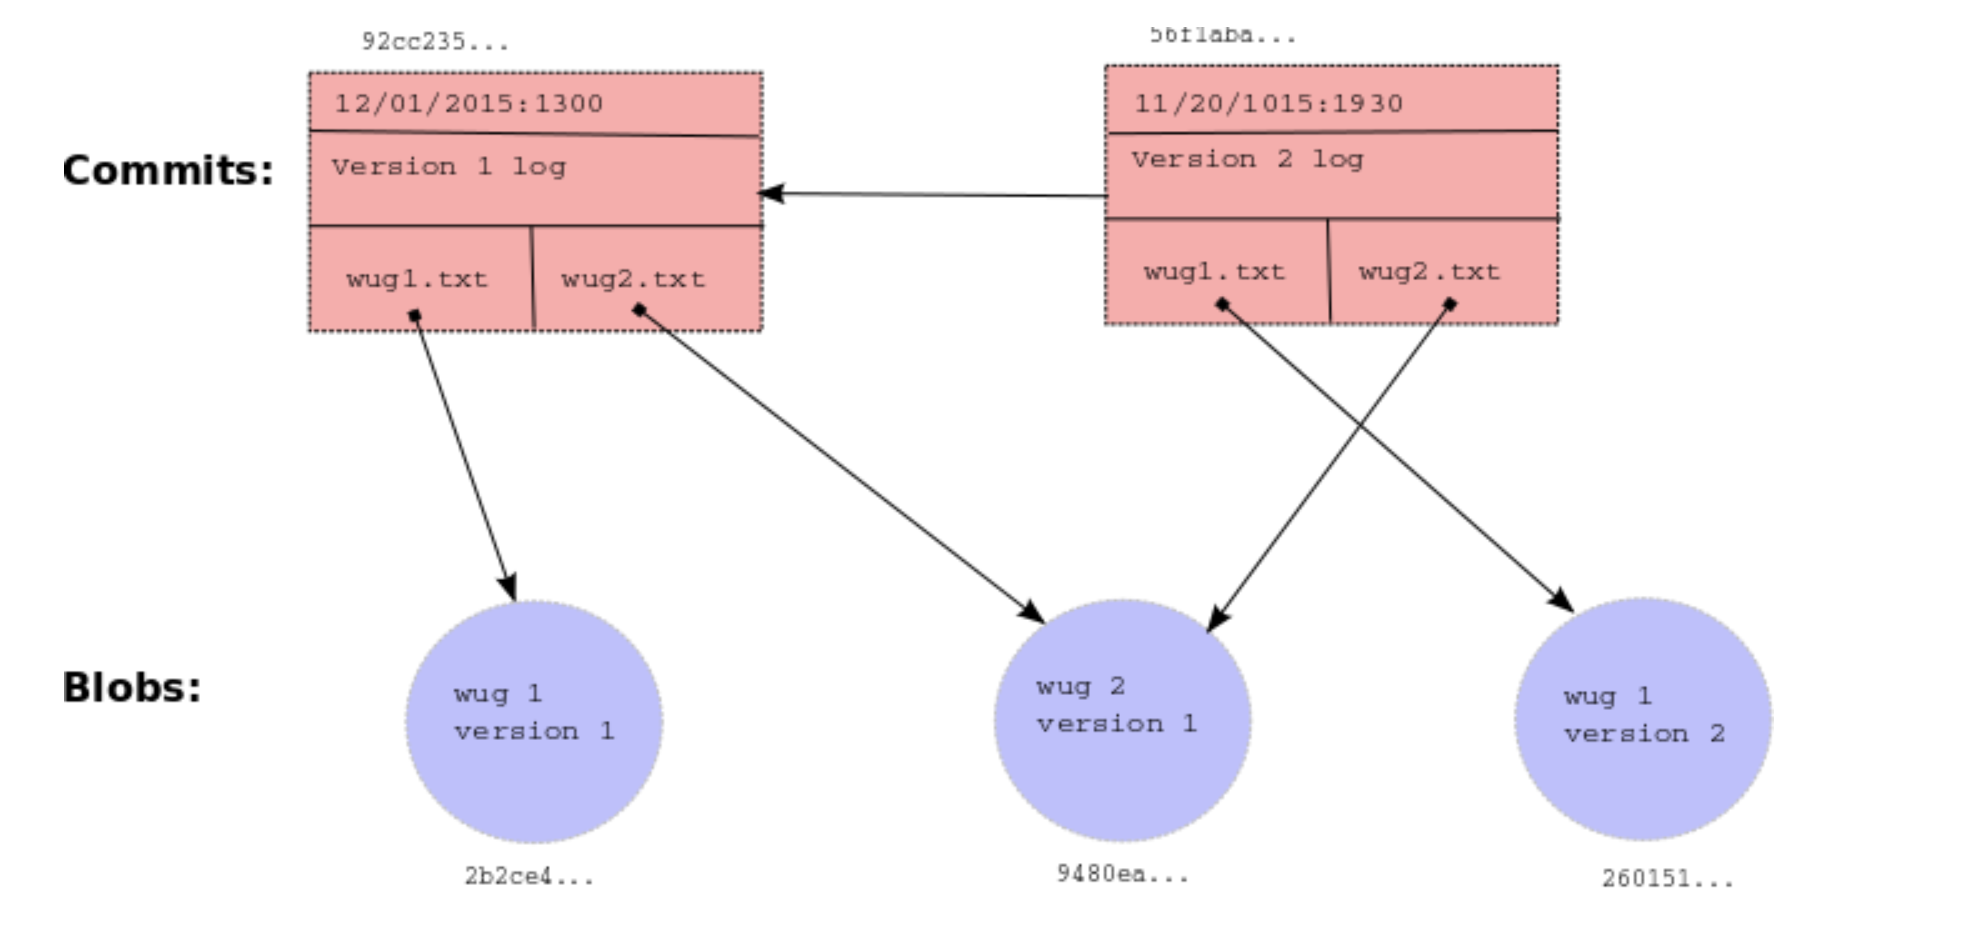 92cc235...
56f1aba...
12/01/2015:1300
11/20/1015:1930
Commits:
Version 1 log
Version 2 log
wug1.txt
wug2.txt
wug1.txt
wug2.txt
Blobs:
wug 1
version 1
wug 2
version 1
wug 1
version 2
2b2ce4...
9480ea...
260151...